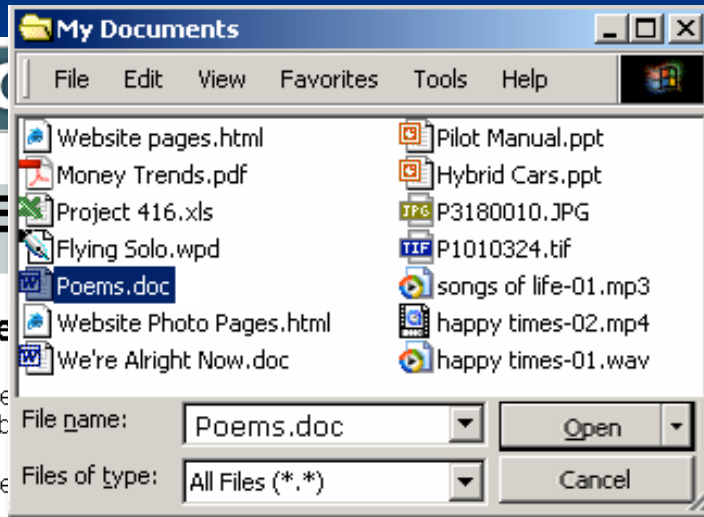 My Documents
File Edit View Favorites Tools Help
Website pages.html
Money Trends.pdf
Project 416.xls
Flying Solo.wpd
Poems.doc
Website Photo Pages.html
We're Alright Now.doc
Pilot Manual.ppt
Hybrid Cars.ppt
JPG P3180010.JPG
TIF P1010324.tif
songs of life-01.mp3
happy times-02.mp4
happy times-01.wav
File name: Poems.doc Open
Files of type: All Files (*.*) Cancel